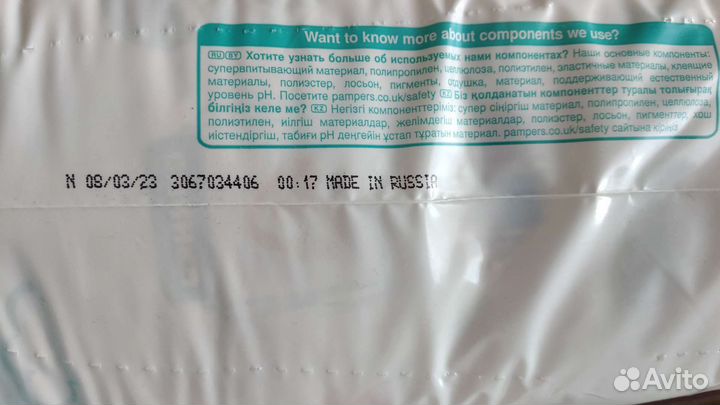 Want to know more about components we use?
RU BY Хотите узнать больше об используемых нами компонентах? Наши основные компоненты:
супервпитывающий материал, полипропилен, целлюлоза, полиэтилен, эластичные материалы, клеящие
материалы, полиэстер, лосьон, пигменты, отдушка, материал, поддерживающий естественный
уровень pH. Посетите pampers.co.uk/safety KZ Біз қолданатын компоненттер туралы толығырақ
білгіңіз келе ме? KZ Негізгі компоненттеріміз: супер сіңіргіш материал, полипропилен, целлюлоза,
полиэтилен, иілгіш материалдар, желімдегіш материалдар, полиэстер, лосьон, пигменттер, хош
иістендіргіш, табиғи pH деңгейін ұстап тұратын материал. pampers.co.uk/safety сайтына кіріңіз
N 08/03/23 3067034406 00:17 MADE IN RUSSIA
Avito